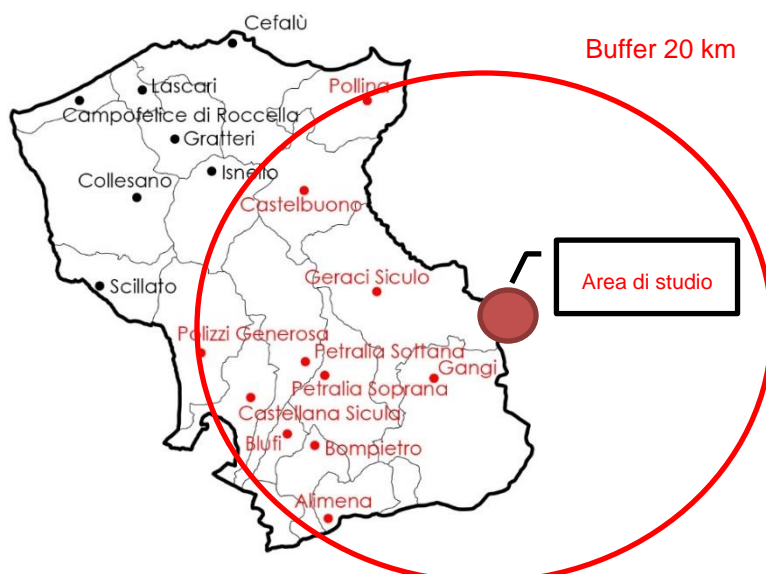 Cefalù
Buffer 20 km
Lascari
Pollina
Campofelice di Roccella
Gratteri
Isnello
Collesano
Castelbuono
Geraci Siculo
Area di studio
Scillato
Polizzi Generosa
Petralia Sottana
Gangi
Petralia Soprana
Castellana Sicula
Blufi
Bompietro
Alimena